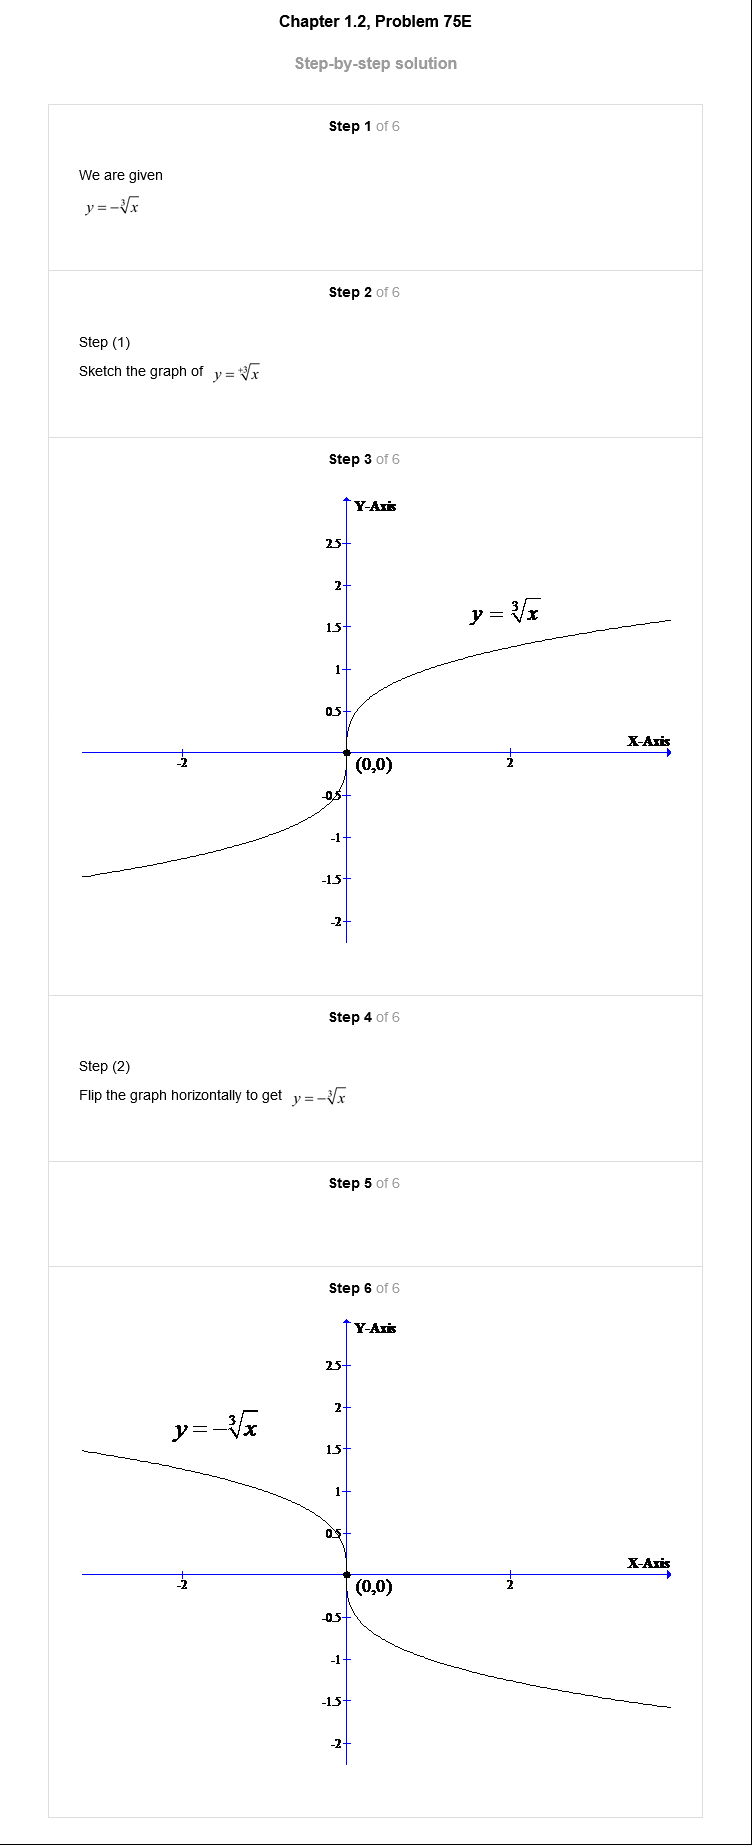 Chapter 1.2, Problem 75E
Step-by-step solution
Step 1 of 6
We are given
y = −∛x
Step 2 of 6
Step (1)
Sketch the graph of y = ⁺∛x
Step 3 of 6
Y-Axis
2.5
2
y = ∛x
1.5
1
0.5
X-Axis
-2 (0,0) 2
-0.5
-1
-1.5
-2
Step 4 of 6
Step (2)
Flip the graph horizontally to get y = −∛x
Step 5 of 6
Step 6 of 6
Y-Axis
2.5
2
y = −∛x
1.5
1
0.5
X-Axis
-2 (0,0) 2
-0.5
-1
-1.5
-2